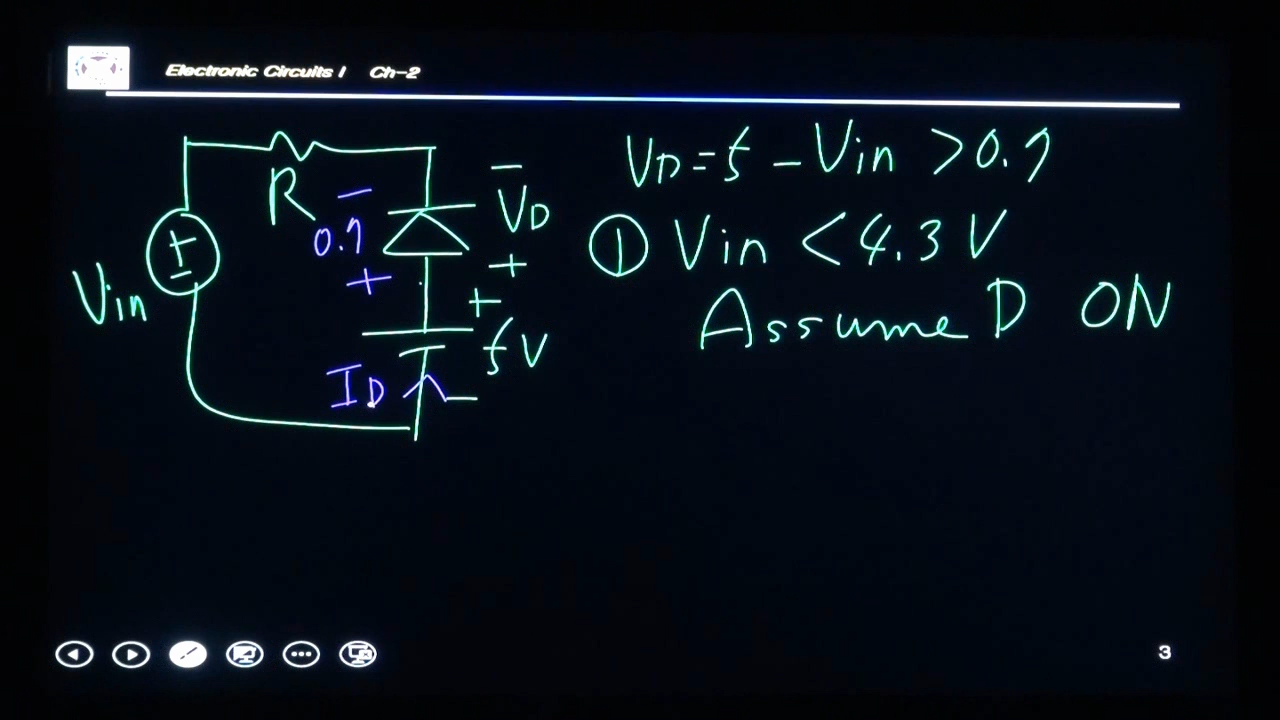 Electronic Circuits I Ch-2
VD = 5 - Vin > 0.7
R
-
-
VD
+
0.7
+
① Vin < 4.3 V
Assume D ON
+
-
Vin
+
5V
-
ID
3